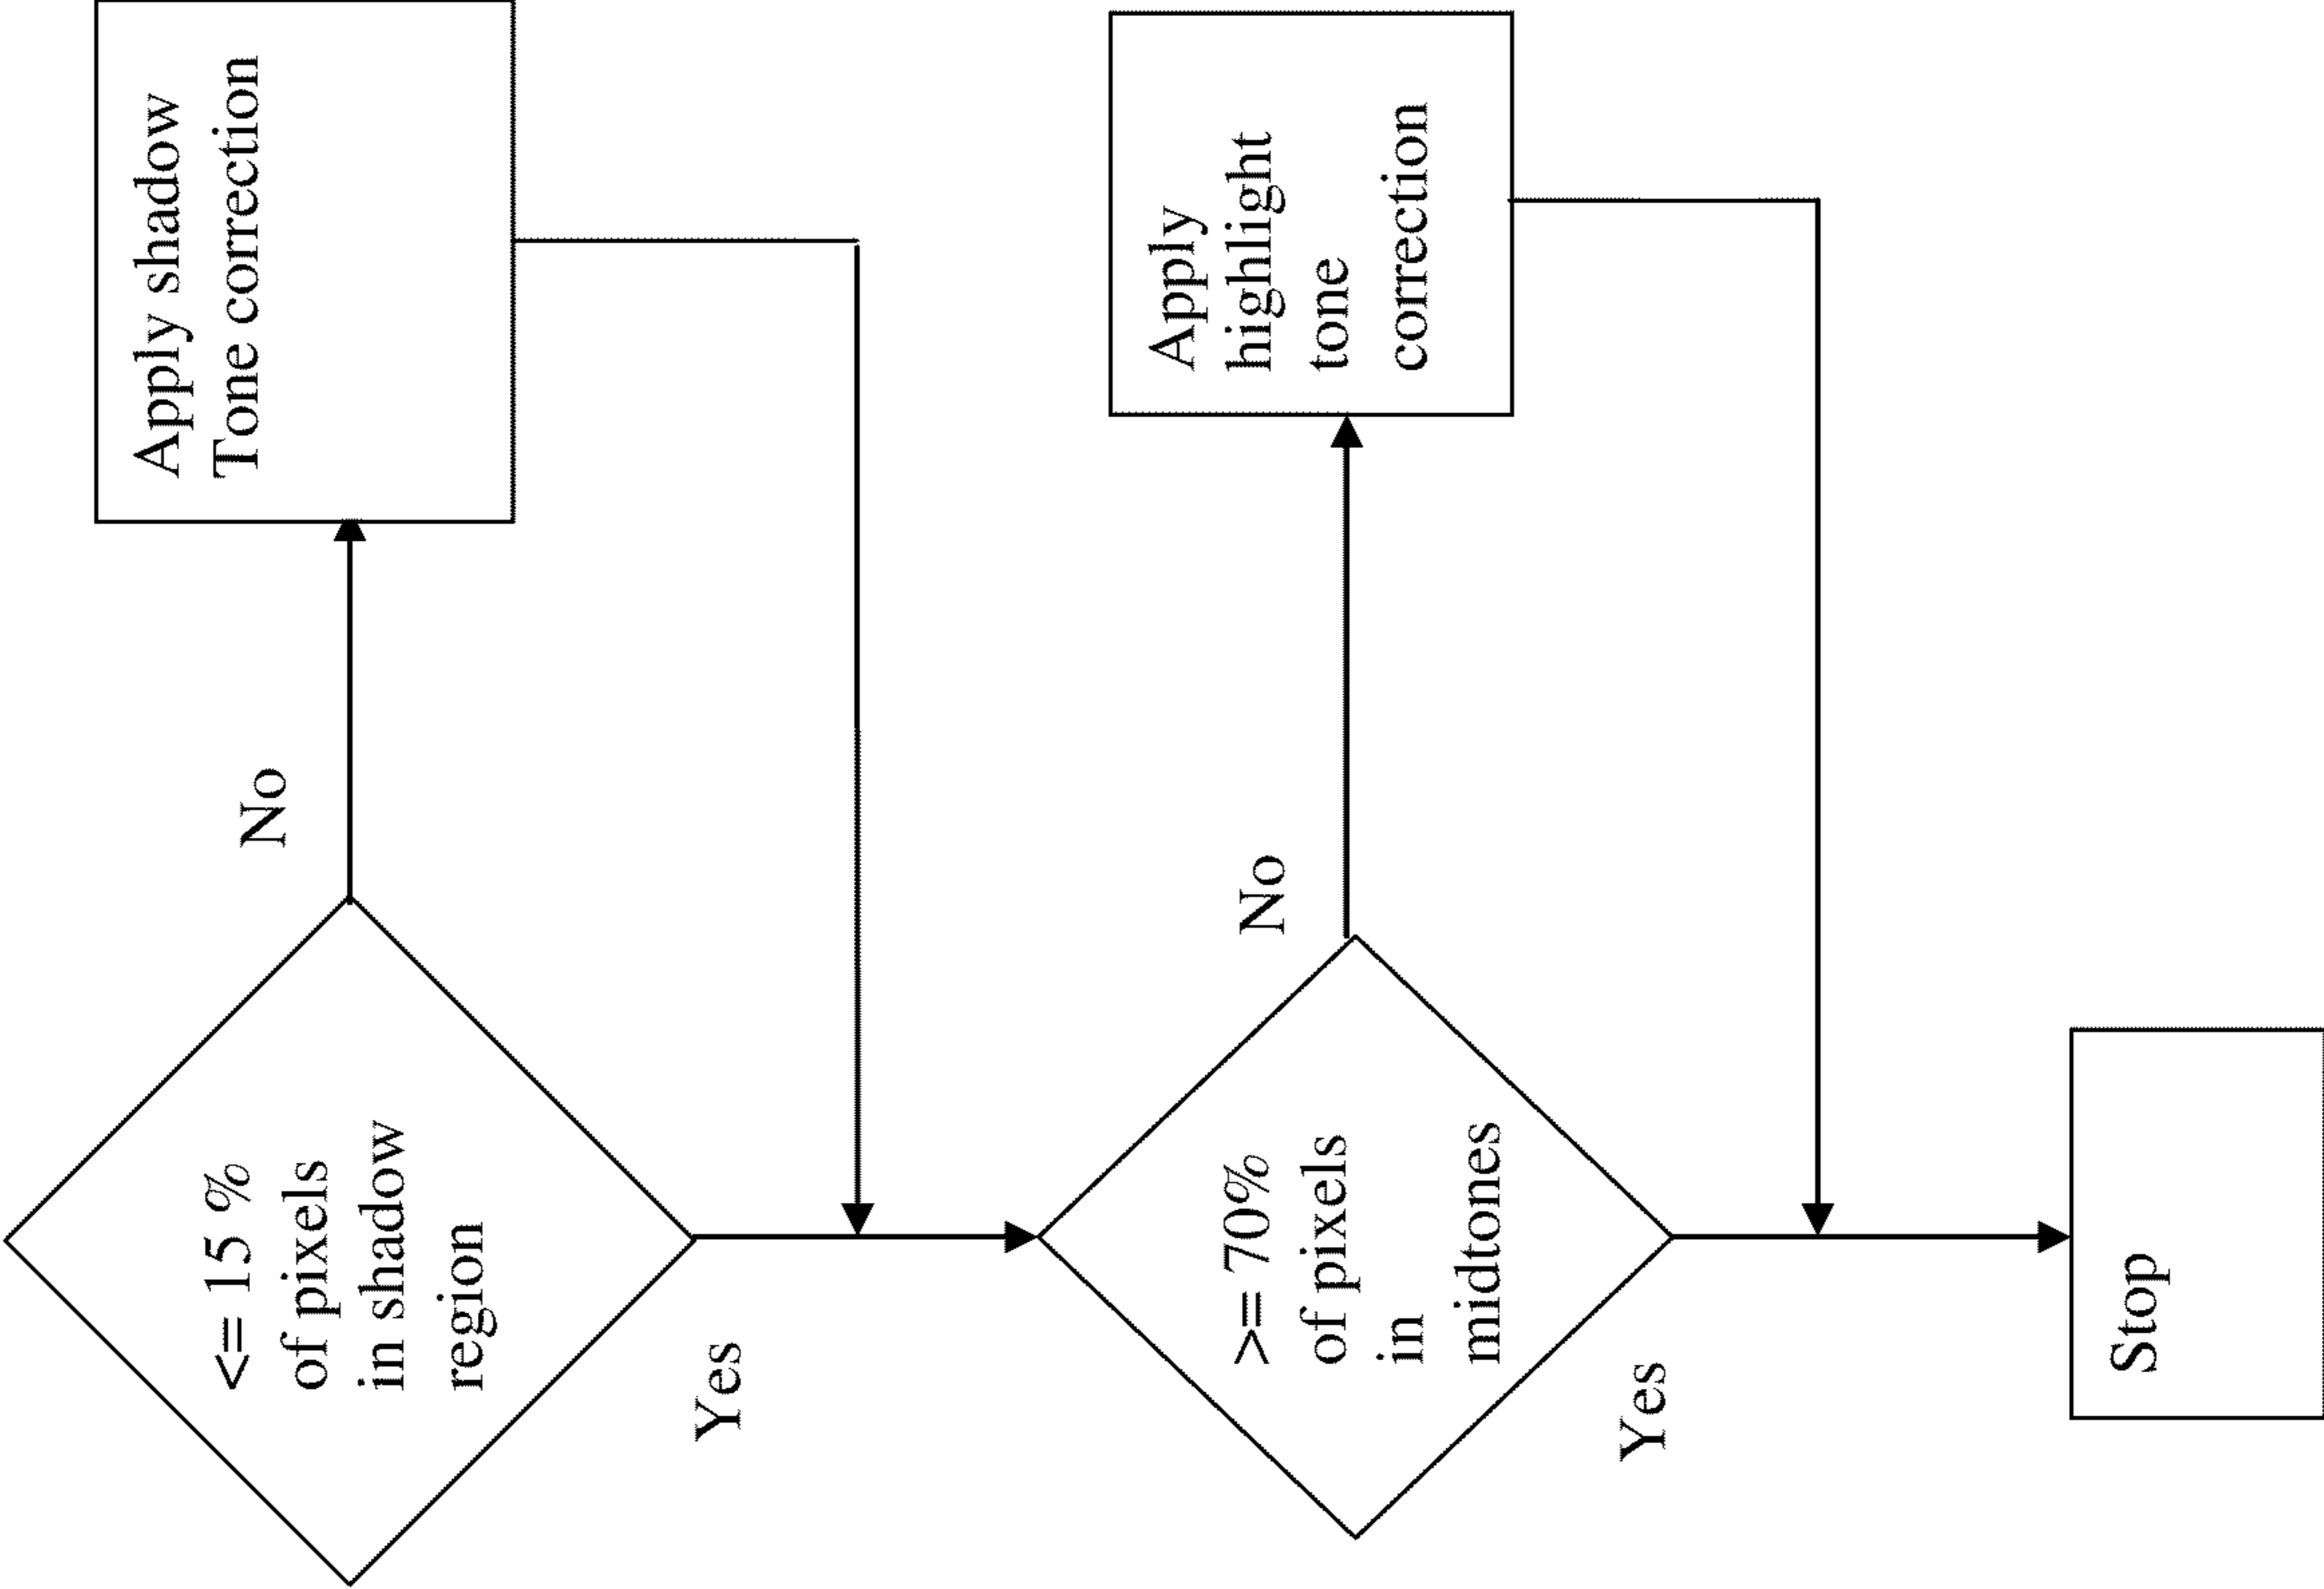 <= 15 %
of pixels
in shadow
region
No
Apply shadow
Tone correction
Yes
>= 70%
of pixels
in
midtones
No
Apply
highlight
tone
correction
Yes
Stop